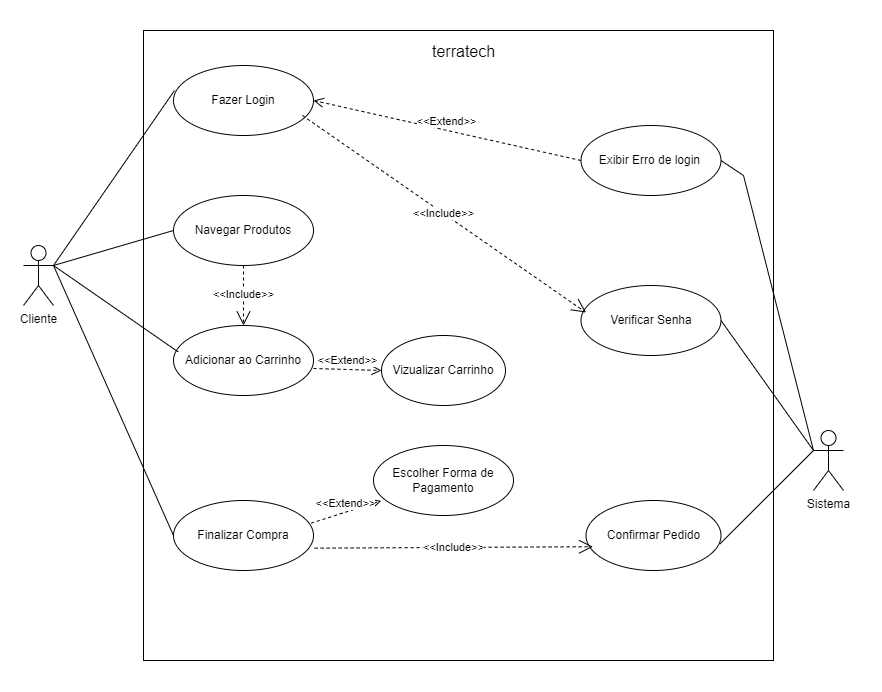 terratech
Fazer Login
<<Extend>>
Exibir Erro de login
<<Include>>
Navegar Produtos
<<Include>>
Cliente
Verificar Senha
Adicionar ao Carrinho
<<Extend>>
Vizualizar Carrinho
Escolher Forma de
Pagamento
<<Extend>>
Sistema
Finalizar Compra
<<Include>>
Confirmar Pedido